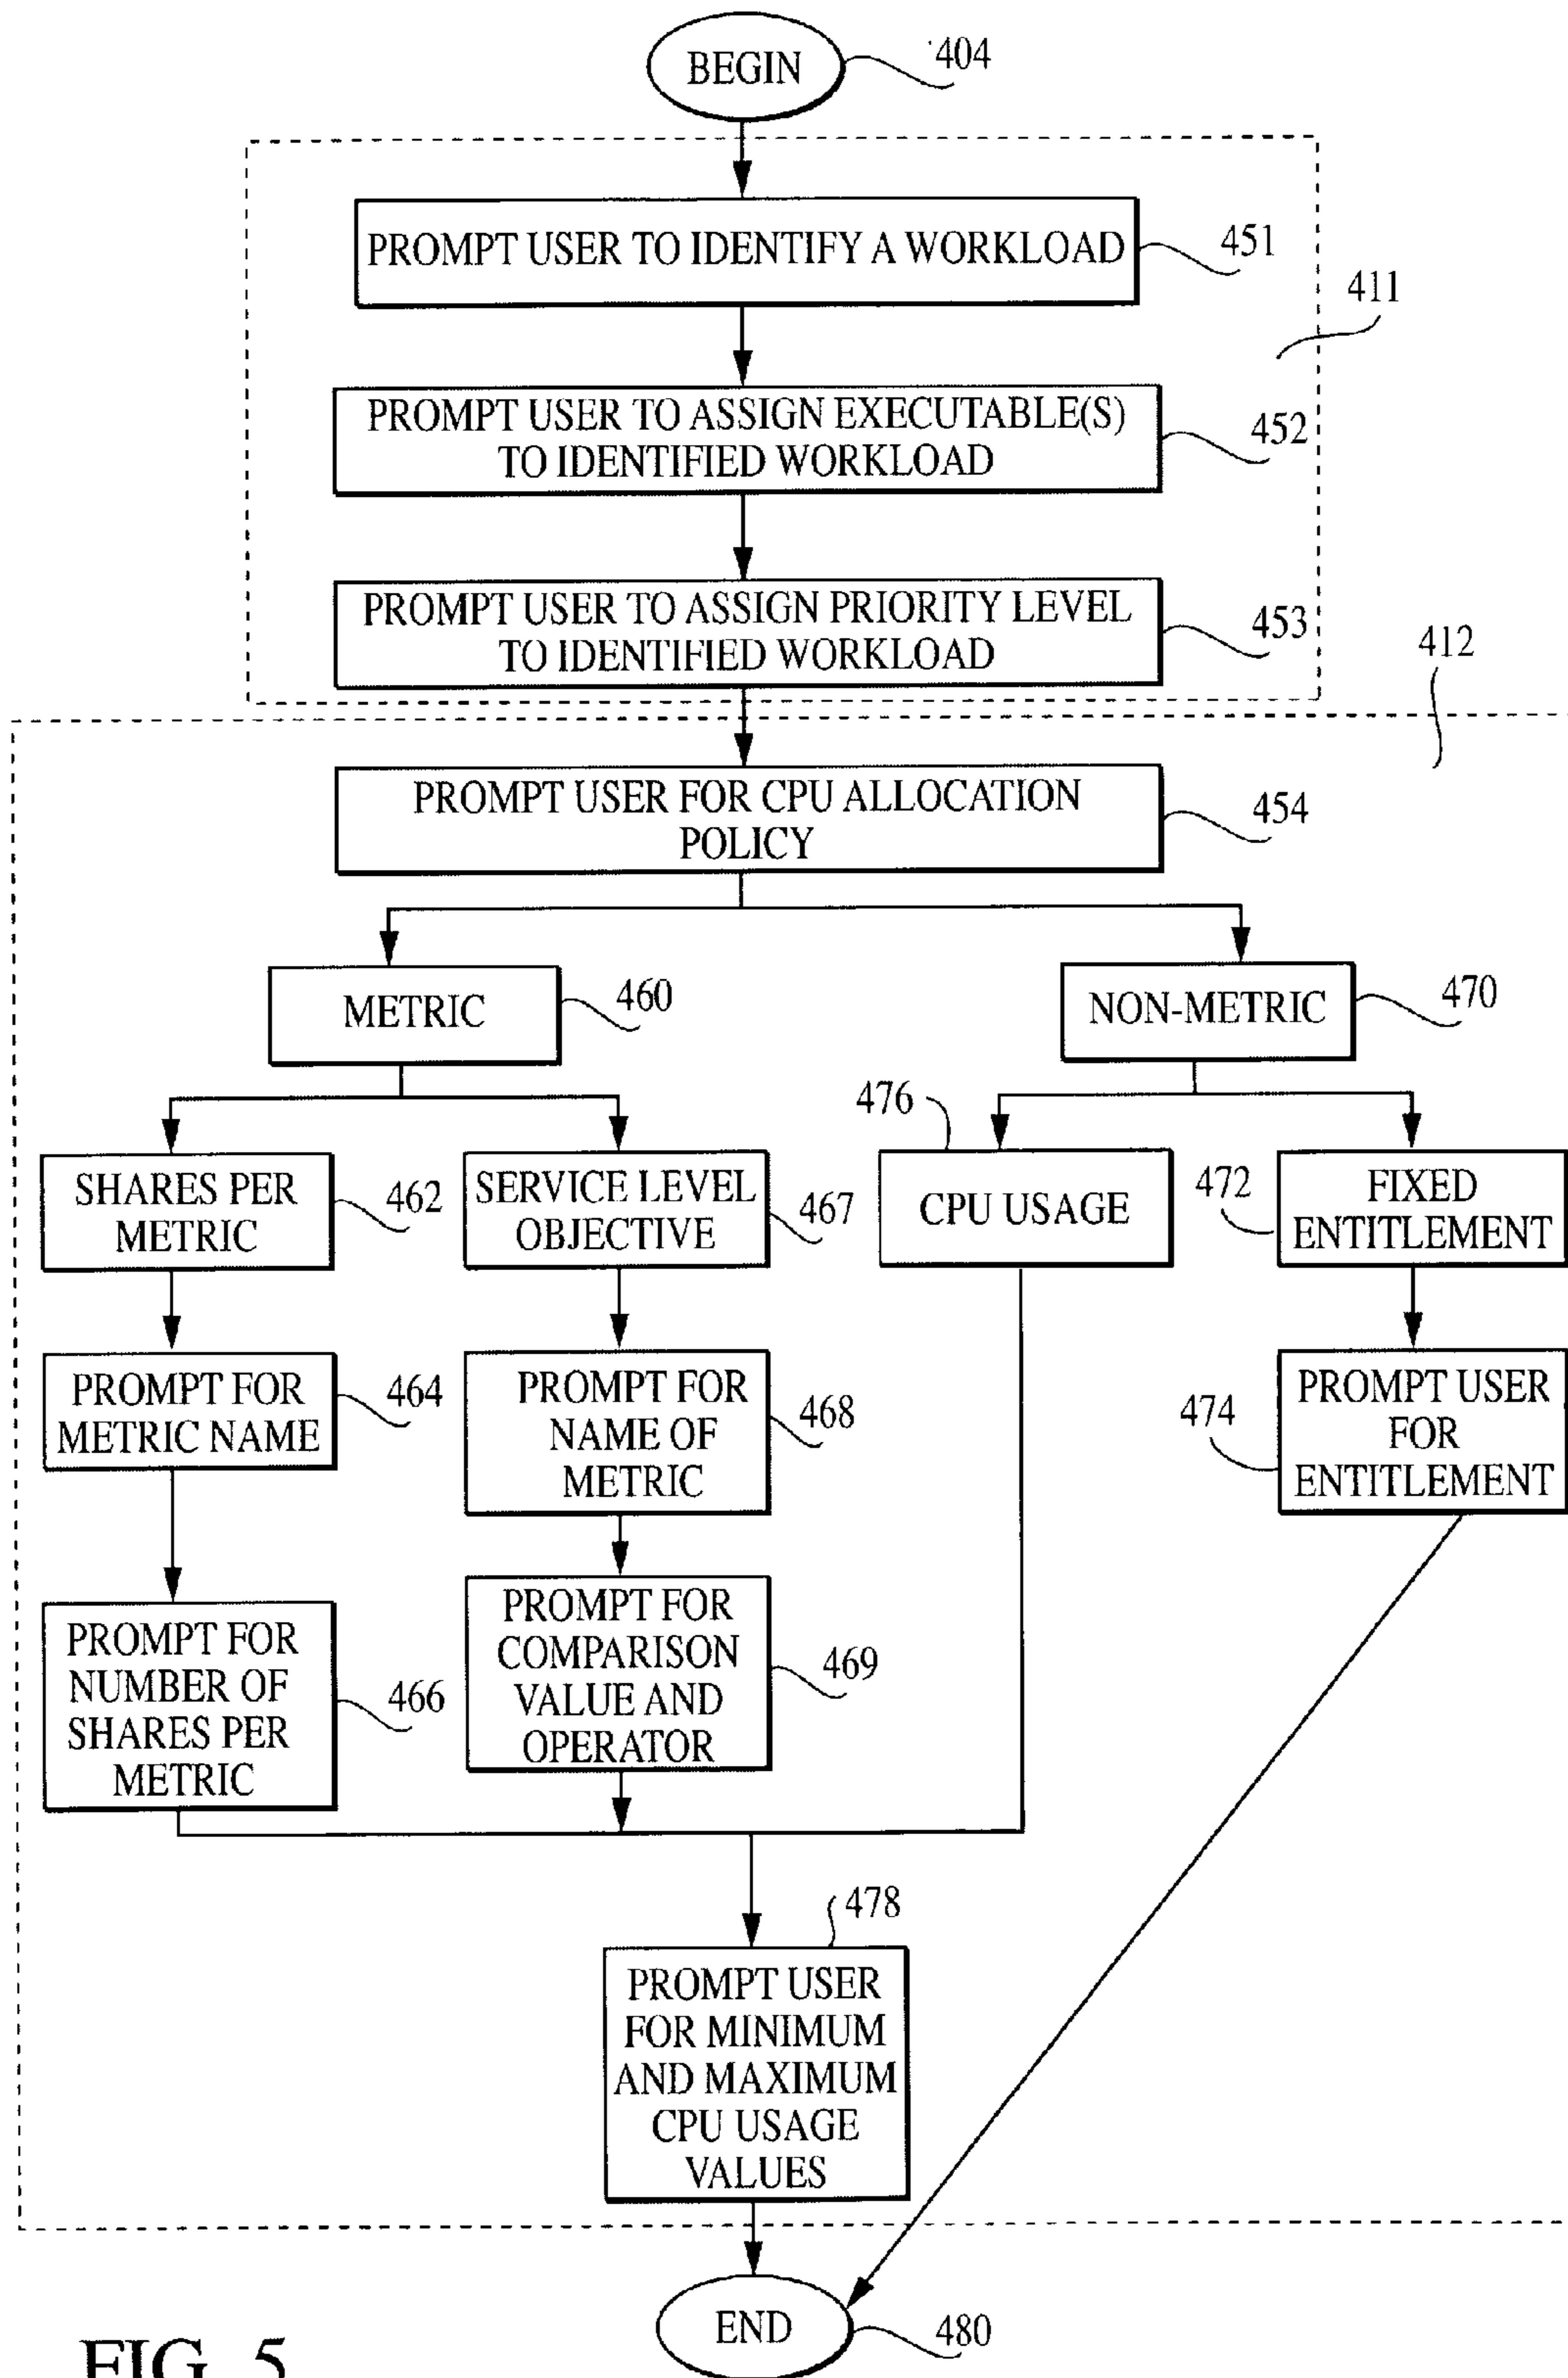 BEGIN
404
PROMPT USER TO IDENTIFY A WORKLOAD
451
411
PROMPT USER TO ASSIGN EXECUTABLE(S)
TO IDENTIFIED WORKLOAD
452
PROMPT USER TO ASSIGN PRIORITY LEVEL
TO IDENTIFIED WORKLOAD
453
412
PROMPT USER FOR CPU ALLOCATION
POLICY
454
METRIC
460
NON-METRIC
470
SHARES PER
METRIC
462
SERVICE LEVEL
OBJECTIVE
467
476
CPU USAGE
472
FIXED
ENTITLEMENT
PROMPT FOR
METRIC NAME
464
PROMPT FOR
NAME OF
METRIC
468
474
PROMPT USER
FOR
ENTITLEMENT
PROMPT FOR
NUMBER OF
SHARES PER
METRIC
466
PROMPT FOR
COMPARISON
VALUE AND
OPERATOR
469
478
PROMPT USER
FOR MINIMUM
AND MAXIMUM
CPU USAGE
VALUES
END
480
FIG. 5